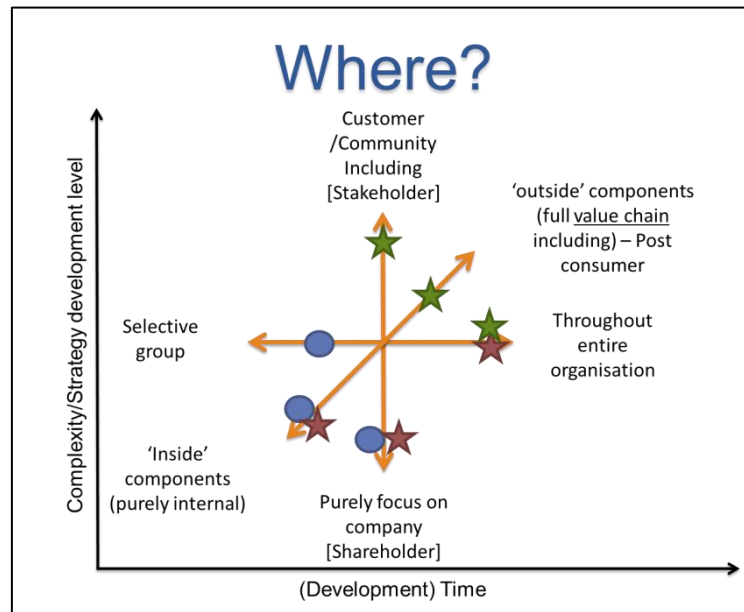 Where?
Customer
/Community
Including
[Stakeholder]
'outside' components
(full value chain
including) – Post
consumer
Selective
group
Throughout
entire
organisation
'Inside'
components
(purely internal)
Purely focus on
company
[Shareholder]
Complexity/Strategy development level
(Development) Time